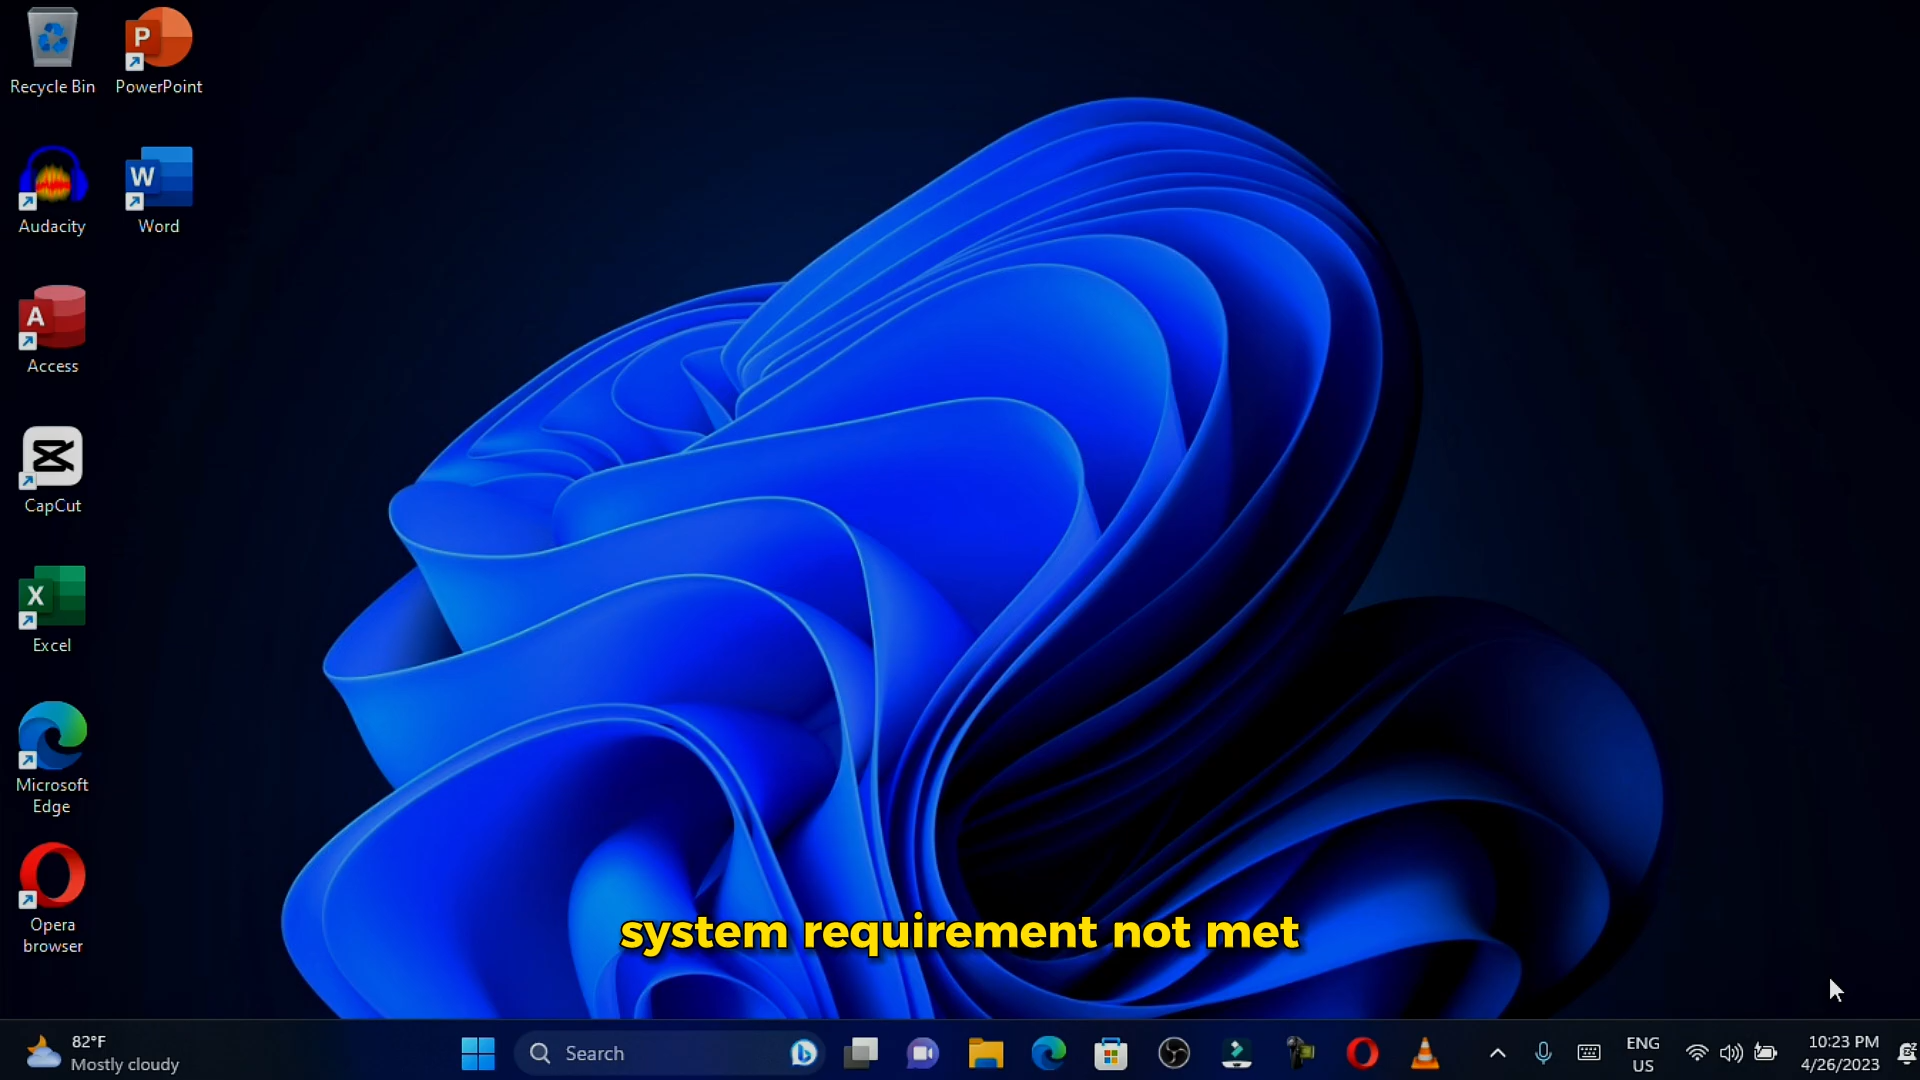 Recycle Bin
PowerPoint
Audacity
Word
Access
CapCut
Excel
Microsoft
Edge
Opera
browser
system requirement not met
82°F
Mostly cloudy
Search
ENG
US
10:23 PM
4/26/2023